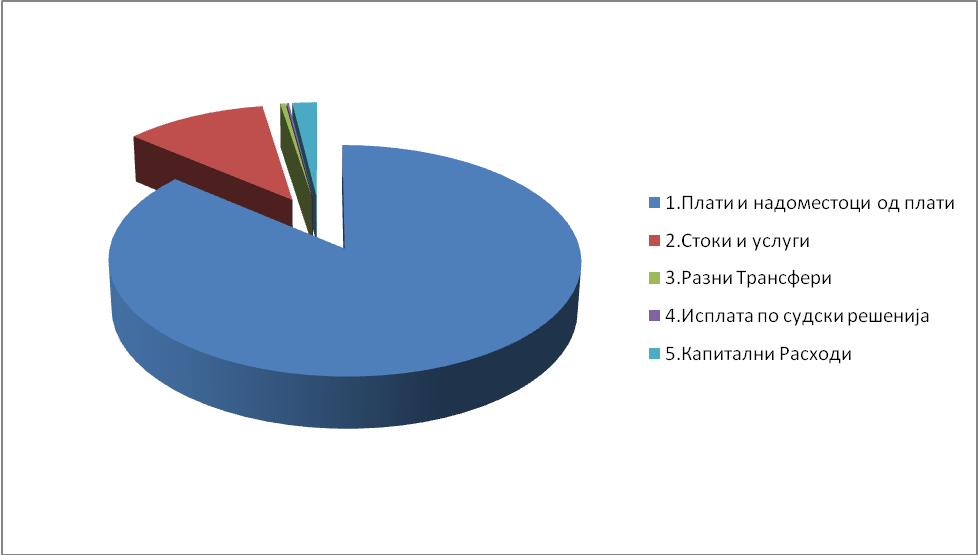 1.Плати и надоместоци од плати
2.Стоки и услуги
3.Разни Трансфери
4.Исплата по судски решенија
5.Капитални Расходи